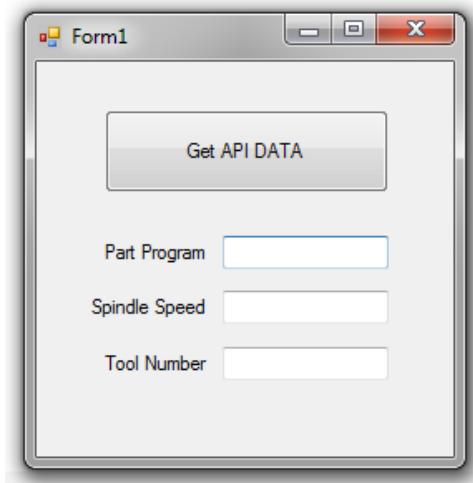 Form1
Get API DATA
Part Program
Spindle Speed
Tool Number